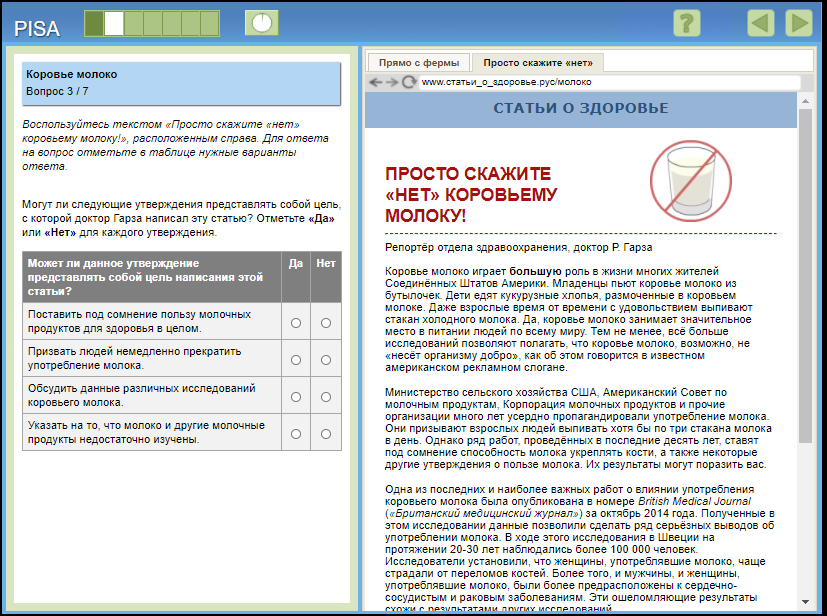 PISA
?
Коровье молоко
Вопрос 3 / 7
Воспользуйтесь текстом «Просто скажите «нет»
коровьему молоку!», расположенным справа. Для ответа
на вопрос отметьте в таблице нужные варианты
ответа.
Могут ли следующие утверждения представлять собой цель,
с которой доктор Гарза написал эту статью? Отметьте «Да»
или «Нет» для каждого утверждения.
Может ли данное утверждение Да Нет
представлять собой цель написания этой
статьи?
Поставить под сомнение пользу молочных
продуктов для здоровья в целом.
Призвать людей немедленно прекратить
употребление молока.
Обсудить данные различных исследований
коровьего молока.
Указать на то, что молоко и другие молочные
продукты недостаточно изучены.
Прямо с фермы Просто скажите «нет»
www.статьи_о_здоровье.рус/молоко
СТАТЬИ О ЗДОРОВЬЕ
ПРОСТО СКАЖИТЕ
«НЕТ» КОРОВЬЕМУ
МОЛОКУ!
Репортёр отдела здравоохранения, доктор Р. Гарза
Коровье молоко играет большую роль в жизни многих жителей
Соединённых Штатов Америки. Младенцы пьют коровье молоко из
бутылочек. Дети едят кукурузные хлопья, размоченные в коровьем
молоке. Даже взрослые время от времени с удовольствием выпивают
стакан холодного молока. Да, коровье молоко занимает значительное
место в питании людей по всему миру. Тем не менее, всё больше
исследований позволяют полагать, что коровье молоко, возможно, не
«несёт организму добро», как об этом говорится в известном
американском рекламном слогане.
Министерство сельского хозяйства США, Американский Совет по
молочным продуктам, Корпорация молочных продуктов и прочие
организации много лет усердно пропагандировали употребление молока.
Они призывают взрослых людей выпивать хотя бы по три стакана молока
в день. Однако ряд работ, проведённых в последние десять лет, ставят
под сомнение способность молока укреплять кости, а также некоторые
другие утверждения о пользе молока. Их результаты могут поразить вас.
Одна из последних и наиболее важных работ о влиянии употребления
коровьего молока была опубликована в номере British Medical Journal
(«Британский медицинский журнал») за октябрь 2014 года. Полученные в
этом исследовании данные позволили сделать ряд серьёзных выводов об
употреблении молока. В ходе этого исследования в Швеции на
протяжении 20-30 лет наблюдались более 100 000 человек.
Исследователи установили, что женщины, употреблявшие молоко, чаще
страдали от переломов костей. Более того, и мужчины, и женщины,
употреблявшие молоко, были более предрасположены к сердечно-
сосудистым и раковым заболеваниям. Эти ошеломляющие результаты
схожи с результатами других исследований.